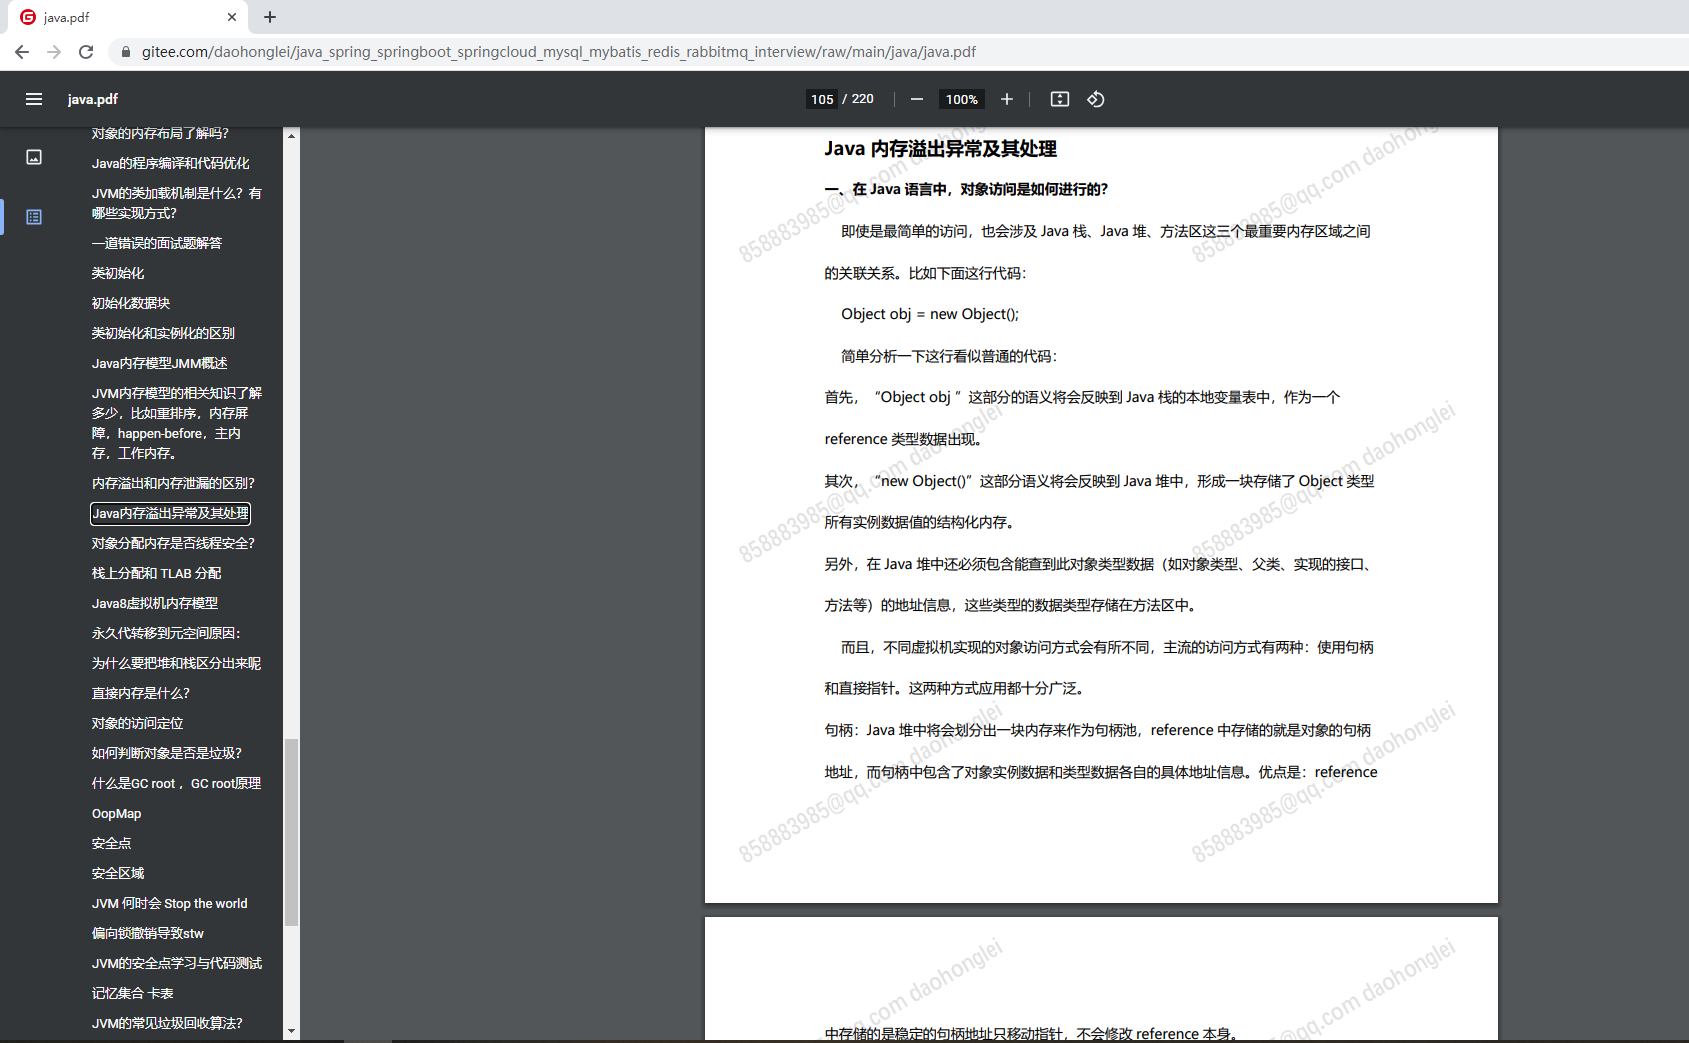 java.pdf
gitee.com/daohonglei/java_spring_springboot_springcloud_mysql_mybatis_redis_rabbitmq_interview/raw/main/java/java.pdf
java.pdf
105 / 220
100%
对象的内存布局了解吗？
Java的程序编译和代码优化
JVM的类加载机制是什么？有
哪些实现方式？
一道错误的面试题解答
类初始化
初始化数据块
类初始化和实例化的区别
Java内存模型JMM概述
JVM内存模型的相关知识了解
多少，比如重排序，内存屏
障，happen-before，主内
存，工作内存。
内存溢出和内存泄漏的区别？
Java内存溢出异常及其处理
对象分配内存是否线程安全？
栈上分配和 TLAB 分配
Java8虚拟机内存模型
永久代转移到元空间原因：
为什么要把堆和栈区分出来呢
直接内存是什么？
对象的访问定位
如何判断对象是否是垃圾？
什么是GC root ，GC root原理
OopMap
安全点
安全区域
JVM 何时会 Stop the world
偏向锁撤销导致stw
JVM的安全点学习与代码测试
记忆集合 卡表
JVM的常见垃圾回收算法？
Java 内存溢出异常及其处理
一、在 Java 语言中，对象访问是如何进行的？
即使是最简单的访问，也会涉及 Java 栈、Java 堆、方法区这三个最重要内存区域之间
的关联关系。比如下面这行代码：
Object obj = new Object();
简单分析一下这行看似普通的代码：
首先，“Object obj ”这部分的语义将会反映到 Java 栈的本地变量表中，作为一个
reference 类型数据出现。
其次，“new Object()”这部分语义将会反映到 Java 堆中，形成一块存储了 Object 类型
所有实例数据值的结构化内存。
另外，在 Java 堆中还必须包含能查到此对象类型数据（如对象类型、父类、实现的接口、
方法等）的地址信息，这些类型的数据类型存储在方法区中。
而且，不同虚拟机实现的对象访问方式会有所不同，主流的访问方式有两种：使用句柄
和直接指针。这两种方式应用都十分广泛。
句柄：Java 堆中将会划分出一块内存来作为句柄池，reference 中存储的就是对象的句柄
地址，而句柄中包含了对象实例数据和类型数据各自的具体地址信息。优点是：reference
中存储的是稳定的句柄地址只移动指针，不会修改 reference 本身。
858883985@qq.com daohonglei
858883985@qq.com daohonglei
858883985@qq.com daohonglei
858883985@qq.com daohonglei
858883985@qq.com daohonglei
858883985@qq.com daohonglei
.com daohonglei
@qq.com daohonglei